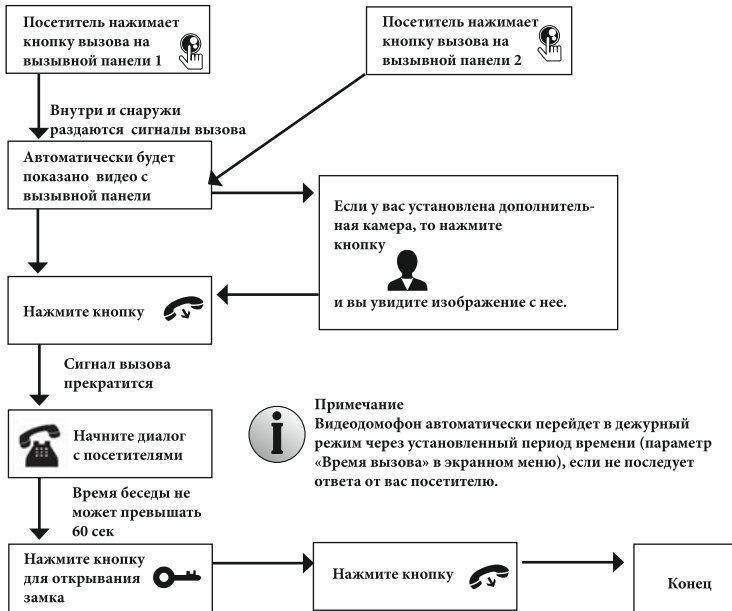 Посетитель нажимает
кнопку вызова на
вызывной панели 1
Посетитель нажимает
кнопку вызова на
вызывной панели 2
Внутри и снаружи
раздаются сигналы вызова
Автоматически будет
показано видео с
вызывной панели
Если у вас установлена дополнитель-
ная камера, то нажмите
кнопку
и вы увидите изображение с нее.
Нажмите кнопку
Сигнал вызова
прекратится
Начните диалог
с посетителями
Примечание
Видеодомофон автоматически перейдет в дежурный
режим через установленный период времени (параметр
«Время вызова» в экранном меню), если не последует
ответа от вас посетителю.
Время беседы не
может превышать
60 сек
Нажмите кнопку
для открывания
замка
Нажмите кнопку
Конец